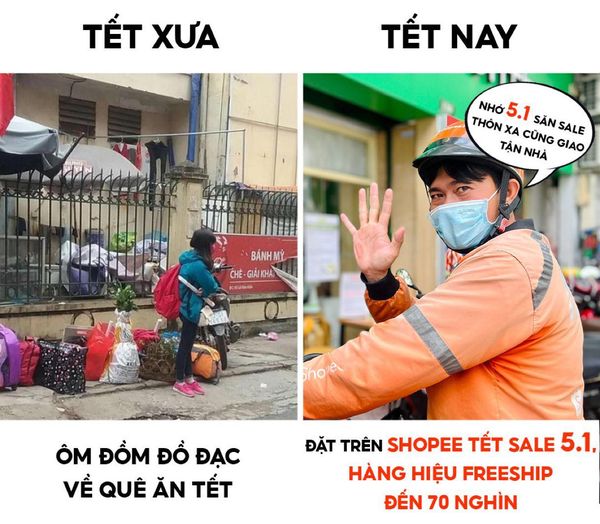 TẾT XƯA
TẾT NAY
NHỚ 5.1 SĂN SALE
THÔN XA CŨNG GIAO
TẬN NHÀ
BÁNH MỲ
CHÈ - GIẢI KHÁ
ÔM ĐỒM ĐỒ ĐẠC
VỀ QUÊ ĂN TẾT
ĐẶT TRÊN SHOPEE TẾT SALE 5.1,
HÀNG HIỆU FREESHIP
ĐẾN 70 NGHÌN